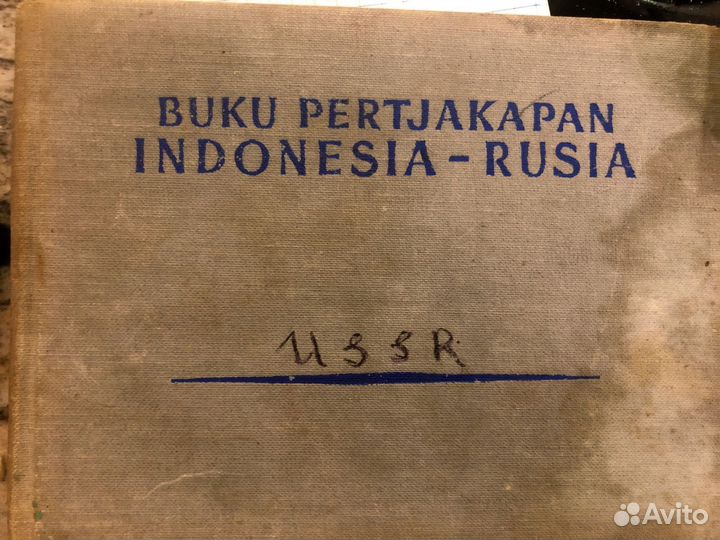 BUKU PERTJAKAPAN
INDONESIA – RUSIA
USSR
Avito